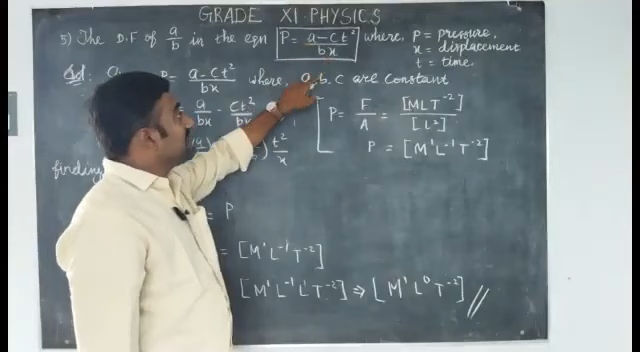 GRADE XI PHYSICS
5) The D.F of a/b in the eqn P = a-ct²/bx where, P = pressure,
x = displacement
t = time.
Sol: P = a-ct²/bx where, a, b, c are constant
= a/bx - ct²/bx
P = F/A = [MLT⁻²]/[L²]
t²/x
P = [M¹L⁻¹T⁻²]
finding
= P
= [M¹L⁻¹T⁻²]
[M¹L⁻¹L¹T⁻²] ⇒ [M¹L⁰T⁻²]//